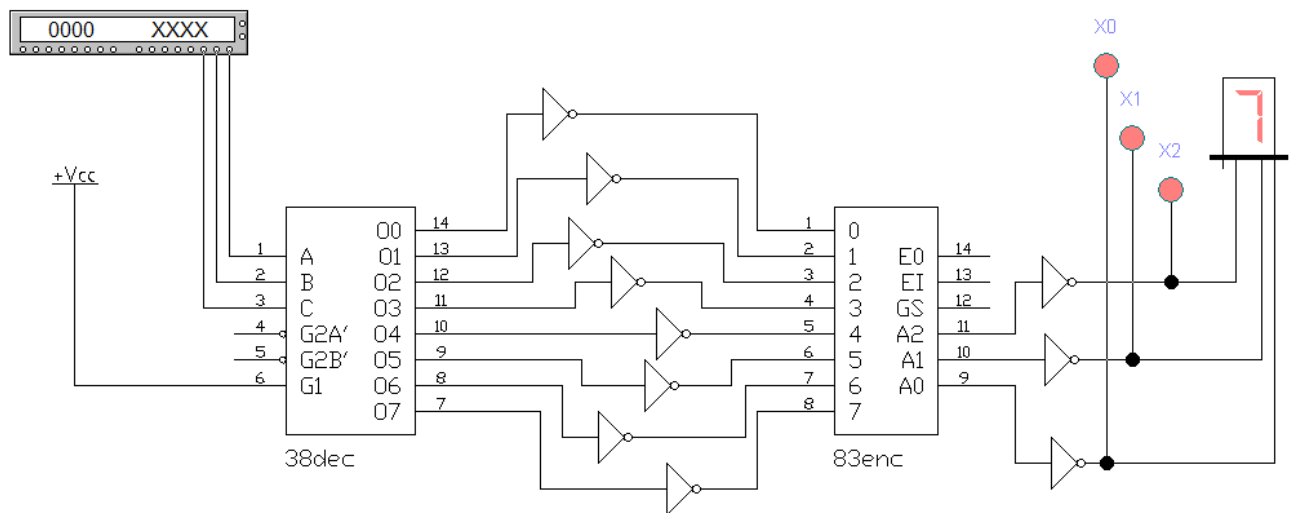 0000 XXXX
X0
X1
X2
7
+Vcc
1 A O0 14
2 B O1 13
3 C O2 12
4 G2A' O3 11
5 G2B' O4 10
6 G1 O5 9
O6 8
O7 7
38dec
1 0
2 1 E0 14
3 2 EI 13
4 3 GS 12
5 4 A2 11
6 5 A1 10
7 6 A0 9
8 7
83enc